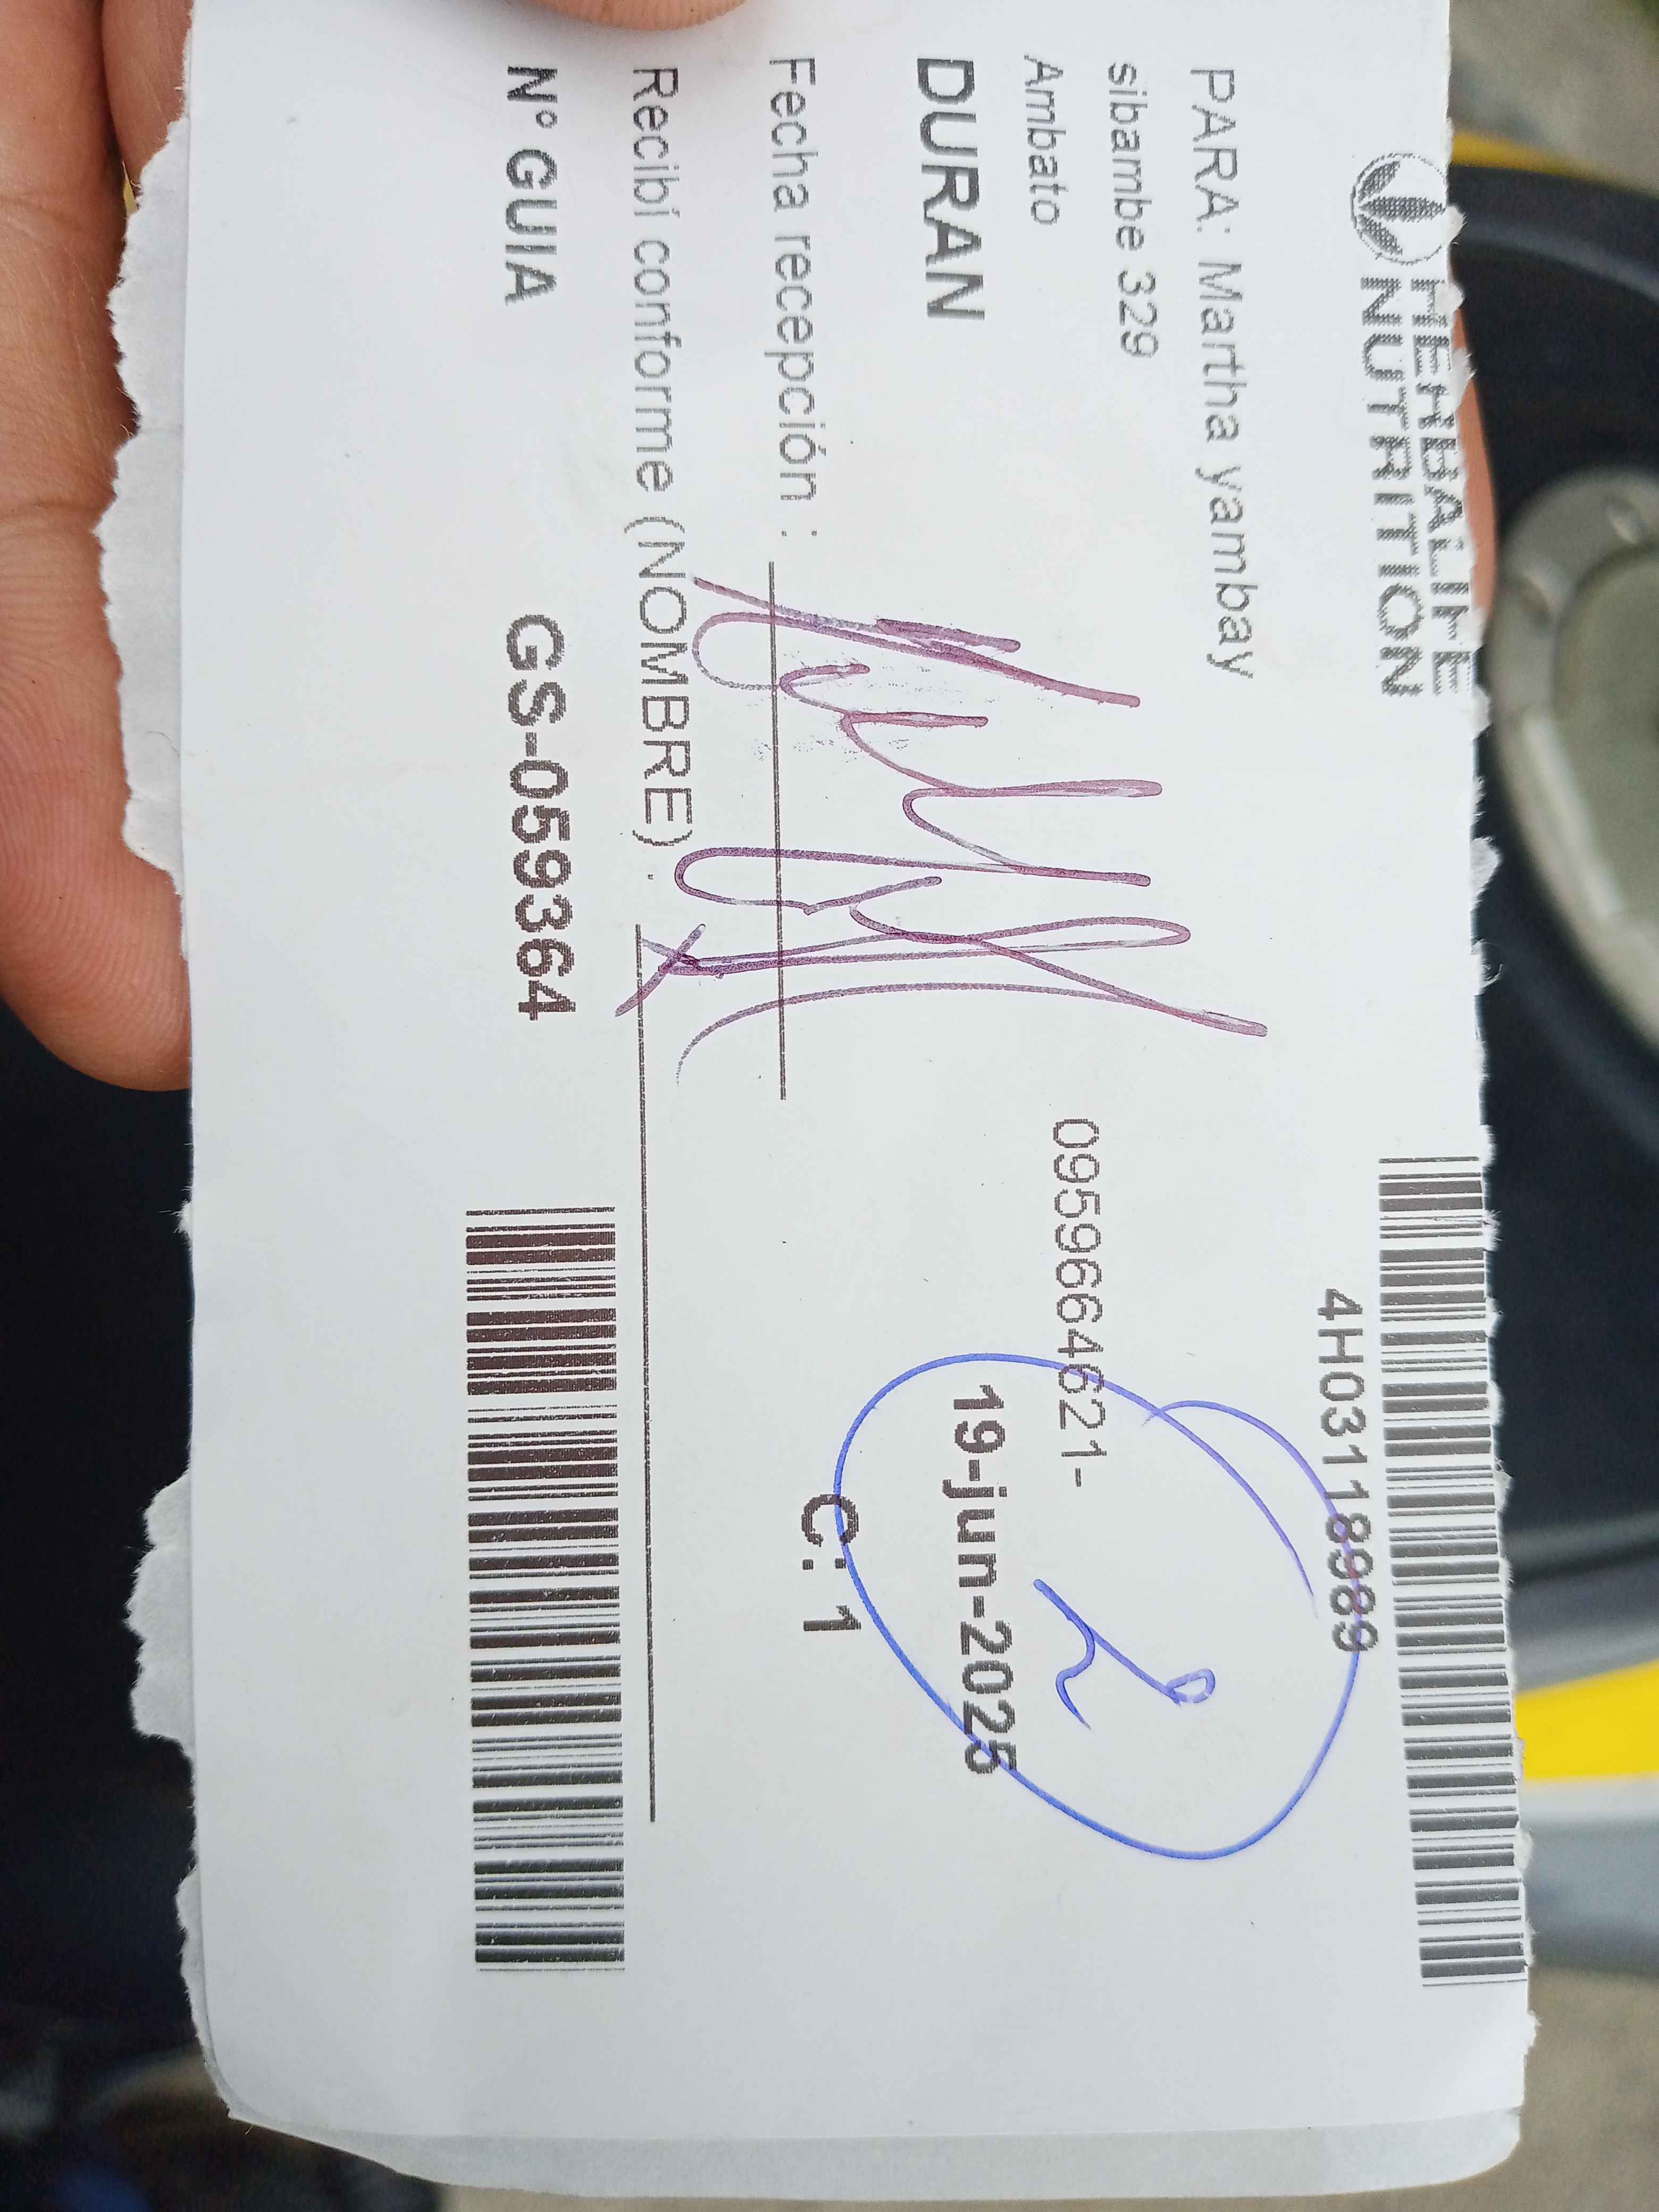 HERBALIFE
NUTRITION
4H03118989
PARA: Martha yambay
sibambe 329
Ambato
0959664621-
DURAN
19-jun-2025
Fecha recepción :
C: 1
Recibí conforme (NOMBRE) :
N° GUIA
GS-059364